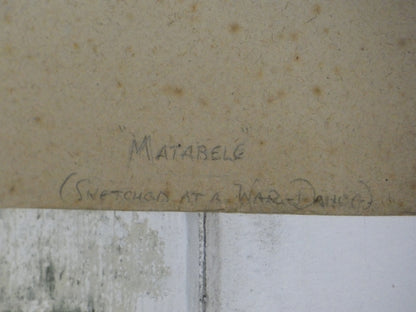 "MATABELE"
(SKETCHED AT A WAR-DANCE)